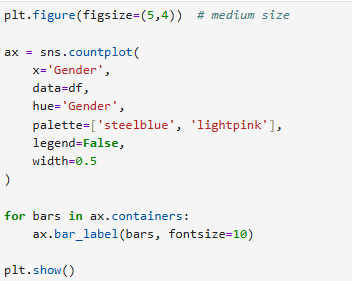 plt.figure(figsize=(5,4))  # medium size

ax = sns.countplot(
    x='Gender',
    data=df,
    hue='Gender',
    palette=['steelblue', 'lightpink'],
    legend=False,
    width=0.5
)

for bars in ax.containers:
    ax.bar_label(bars, fontsize=10)

plt.show()